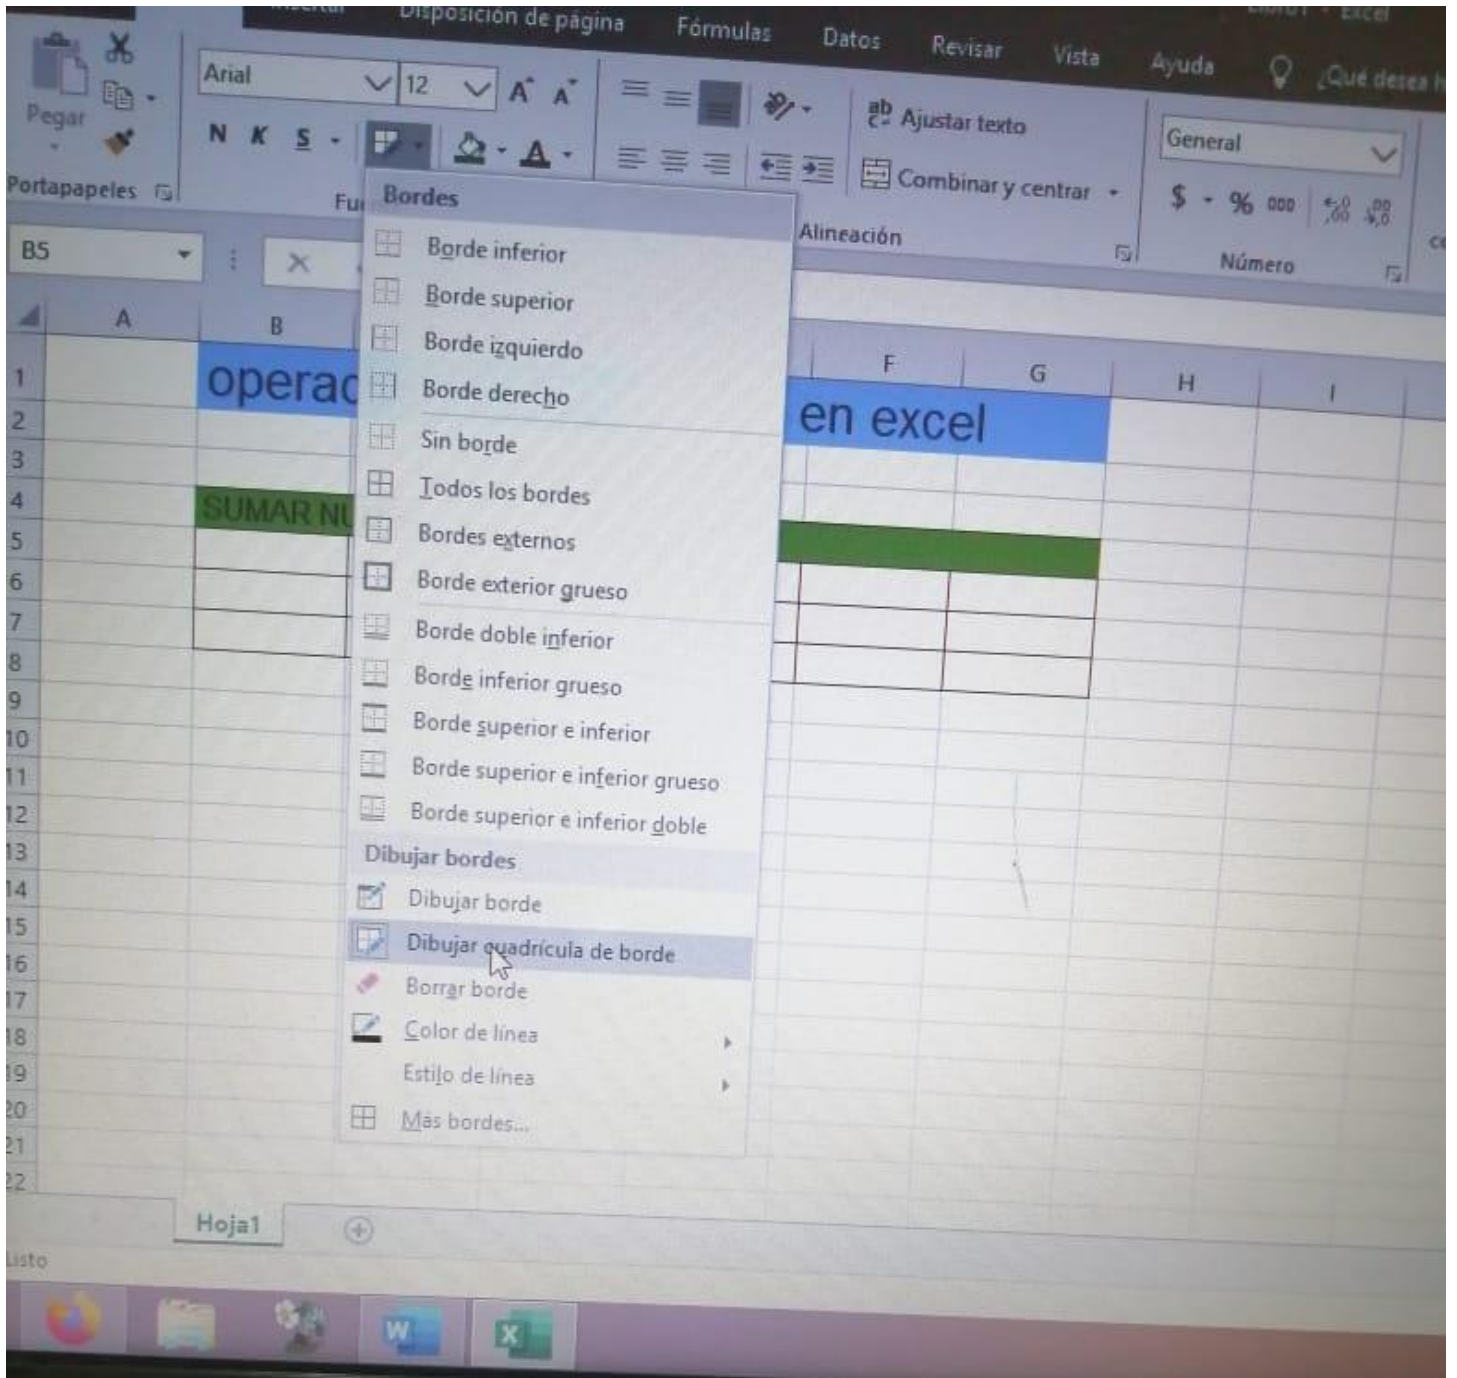 Disposición de página Fórmulas Datos Revisar Vista Ayuda ¿Qué desea
Pegar
Portapapeles
Arial 12
N K S A
ab Ajustar texto
Combinar y centrar
Alineación
General
$ % 000
Número
B5
A B F G H I
operac en excel
SUMAR NU
Bordes
Borde inferior
Borde superior
Borde izquierdo
Borde derecho
Sin borde
Todos los bordes
Bordes externos
Borde exterior grueso
Borde doble inferior
Borde inferior grueso
Borde superior e inferior
Borde superior e inferior grueso
Borde superior e inferior doble
Dibujar bordes
Dibujar borde
Dibujar cuadrícula de borde
Borrar borde
Color de línea
Estilo de línea
Más bordes...
1
2
3
4
5
6
7
8
9
10
11
12
13
14
15
16
17
18
19
20
21
22
Hoja1
Listo
W X